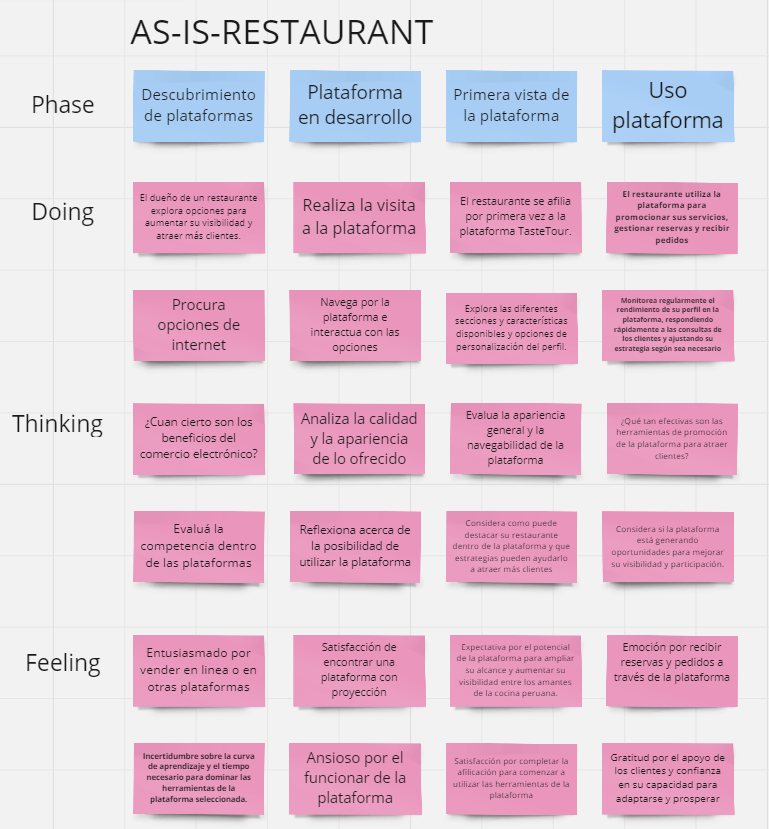 AS-IS-RESTAURANT
Phase
Descubrimiento
de plataformas
Plataforma
en desarrollo
Primera vista de
la plataforma
Uso
plataforma
Doing
El dueño de un restaurante
explora opciones para
aumentar su visibilidad y
atraer más clientes.
Realiza la visita
a la plataforma
El restaurante se afilia
por primera vez a la
plataforma TasteTour.
El restaurante utiliza la
plataforma para
promocionar sus servicios,
gestionar reservas y recibir
pedidos
Procura
opciones de
internet
Navega por la
plataforma e
interactua con las
opciones
Explora las diferentes
secciones y características
disponibles y opciones de
personalización del perfil.
Monitorea regularmente el
rendimiento de su perfil en la
plataforma, respondiendo
rápidamente a las consultas de
los clientes y ajustando su
estrategia según sea necesario
Thinking
¿Cuan cierto son los
beneficios del
comercio electrónico?
Analiza la calidad
y la apariencia
de lo ofrecido
Evalua la apariencia
general y la
navegabilidad de la
plataforma
¿Qué tan efectivas son las
herramientas de promoción
de la plataforma para atraer
clientes?
Evaluá la
competencia dentro
de las plataformas
Reflexiona acerca de
la posibilidad de
utilizar la plataforma
Considera como puede
destacar su restaurante
dentro de la plataforma y que
estrategias pueden ayudarlo
a atraer más clientes
Considera si la plataforma
está generando
oportunidades para mejorar
su visibilidad y participación.
Feeling
Entusiasmado por
vender en linea o en
otras plataformas
Satisfacción de
encontrar una
plataforma con
proyección
Expectativa por el potencial
de la plataforma para ampliar
su alcance y aumentar su
visibilidad entre los amantes
de la cocina peruana.
Emoción por recibir
reservas y pedidos a
través de la plataforma
Incertidumbre sobre la curva
de aprendizaje y el tiempo
necesario para dominar las
herramientas de la
plataforma seleccionada.
Ansioso por el
funcionar de la
plataforma
Satisfacción por completar la
afilicación para comenzar a
utilizar las herramientas de la
plataforma
Gratitud por el apoyo de
los clientes y confianza
en su capacidad para
adaptarse y prosperar